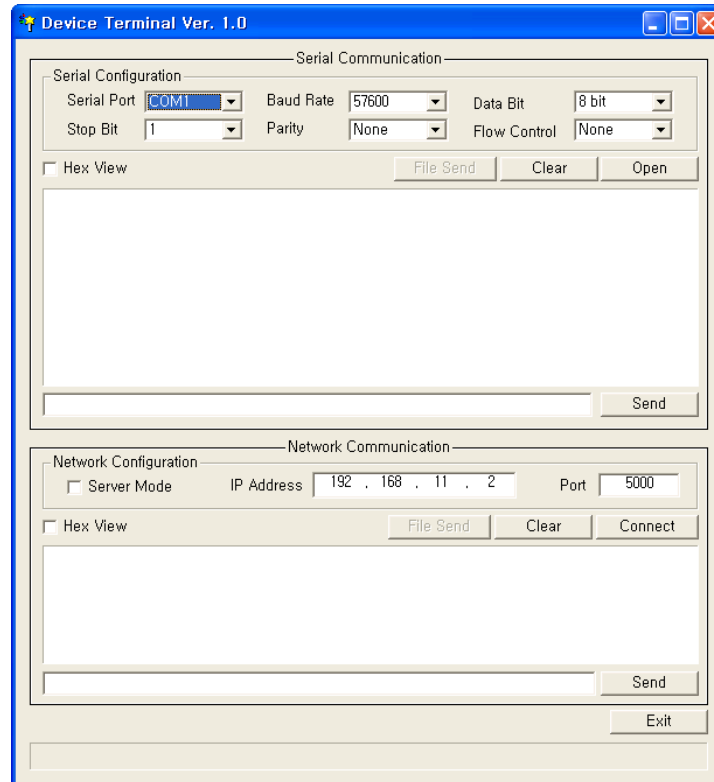 Device Terminal Ver. 1.0
Serial Communication
Serial Configuration
Serial Port COM1 Baud Rate 57600 Data Bit 8 bit
Stop Bit 1 Parity None Flow Control None
Hex View File Send Clear Open
Send
Network Communication
Network Configuration
Server Mode IP Address 192 . 168 . 11 . 2 Port 5000
Hex View File Send Clear Connect
Send
Exit